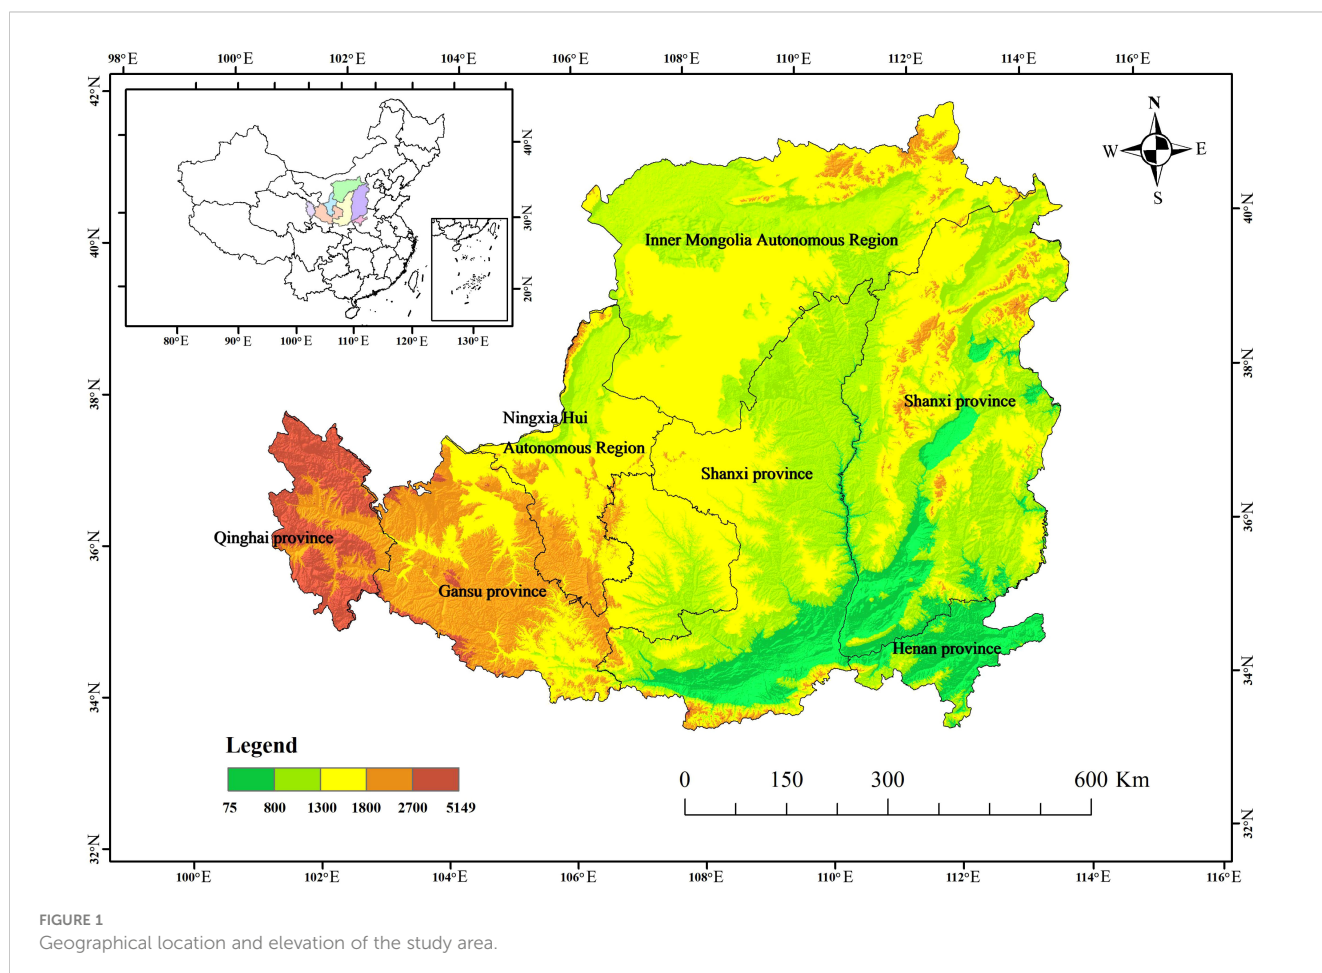 98° E 100° E 102° E 104° E 106° E 108° E 110° E 112° E 114° E 116° E
42°N
40°N
38°N
36°N
34°N
32°N
40°N
30°N
20°N
40°N
80°E 90°E 100°E 110°E 120°E 130°E
N
W E
S
40°N
38°N
36°N
34°N
32°N
Inner Mongolia Autonomous Region
Ningxia Hui
Autonomous Region
Shanxi province
Shanxi province
Qinghai province
Gansu province
Henan province
Legend
75 800 1300 1800 2700 5149
0 150 300 600 Km
100°E 102°E 104°E 106°E 108°E 110°E 112°E 114°E 116°E
FIGURE 1
Geographical location and elevation of the study area.